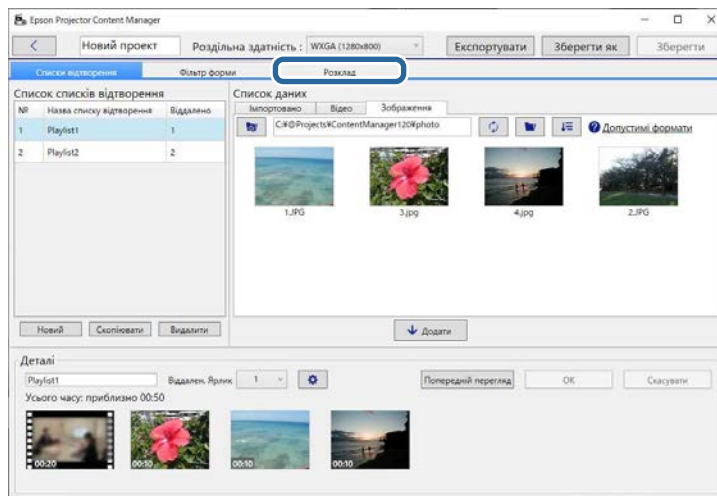 Epson Projector Content Manager
Новий проект Роздільна здатність : WXGA (1280x800) Експортувати Зберегти як Зберегти
Списки відтворення Фільтр форми Розклад
Список списків відтворення
№ Назва списку відтворення Віддалено
1 Playlist1 1
2 Playlist2 2
Новий Скопіювати Видалити
Список даних
Імпортовано Відео Зображення
C:¥@Projects¥ContentManager120¥photo Допустимі формати
1.JPG 3.jpg 4.jpg 2.JPG
Додати
Деталі
Playlist1 Віддален. Ярлик 1 Попередній перегляд OK Скасувати
Усього часу: приблизно 00:50
00:20 00:10 00:10 00:10